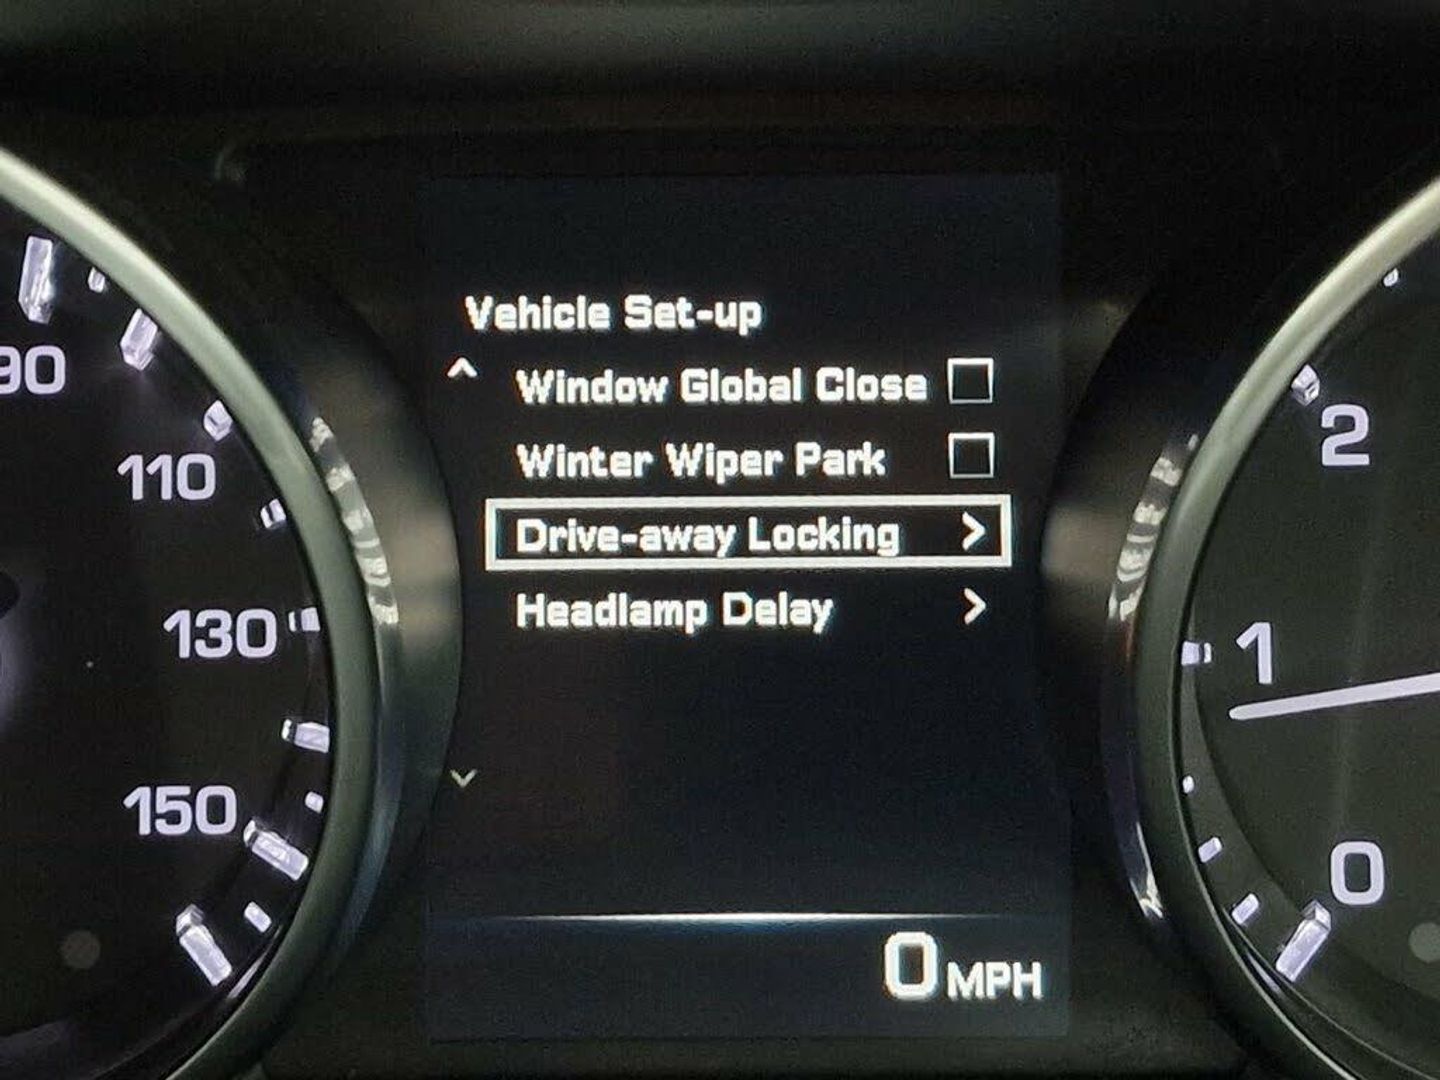 Vehicle Set-up
Window Global Close
Winter Wiper Park
Drive-away Locking >
Headlamp Delay >
0 MPH
90
110
130
150
2
1
0